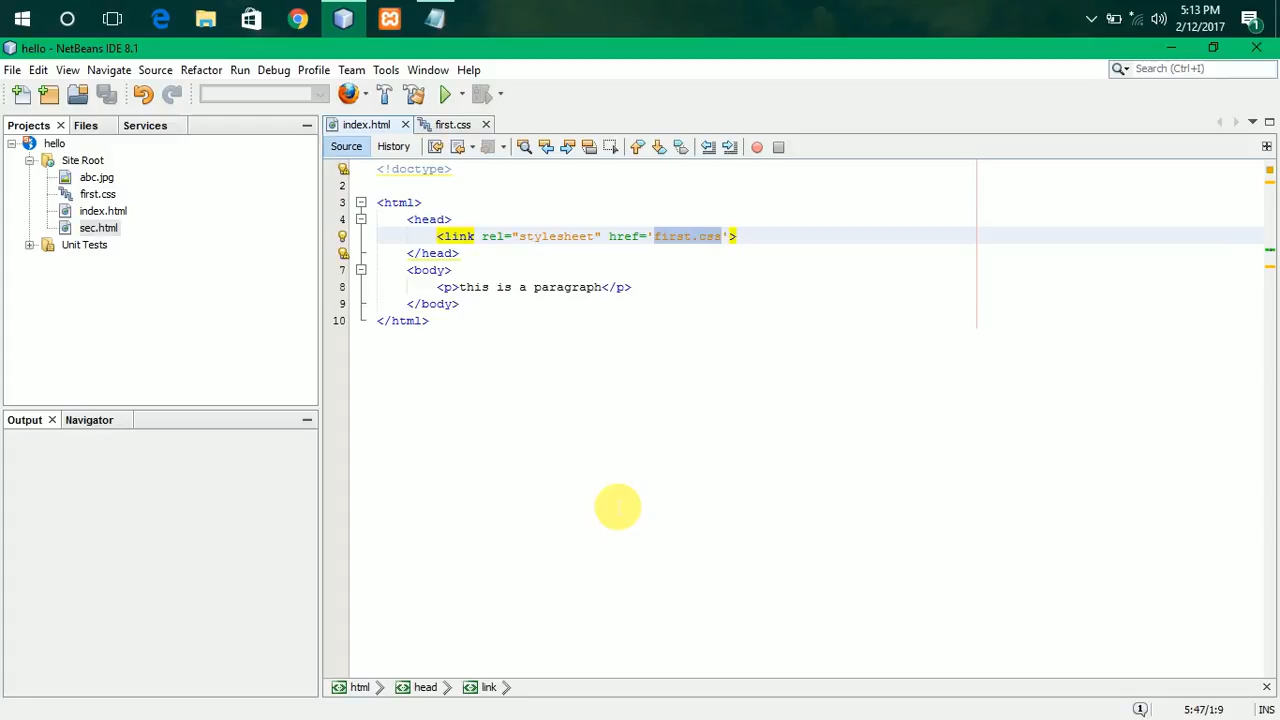 5:13 PM
2/12/2017
hello - NetBeans IDE 8.1
File Edit View Navigate Source Refactor Run Debug Profile Team Tools Window Help
Search (Ctrl+I)
Projects Files Services
index.html first.css
hello
Source History
Site Root
abc.jpg
first.css
index.html
sec.html
Unit Tests
<!doctype>
2
3 <html>
4 <head>
<link rel="stylesheet" href='first.css'>
</head>
7 <body>
8 <p>this is a paragraph</p>
9 </body>
10 </html>
Output Navigator
html head link
5:47/1:9 INS